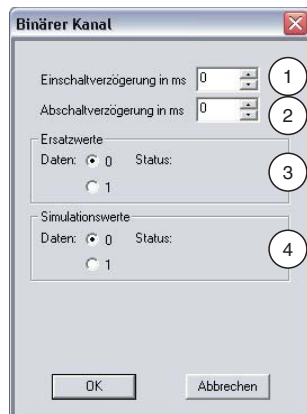 Binärer Kanal
Einschaltverzögerung in ms 0 1
Abschaltverzögerung in ms 0 2
Ersatzwerte
Daten: 0 Status:
1
3
Simulationswerte
Daten: 0 Status:
1
4
OK Abbrechen